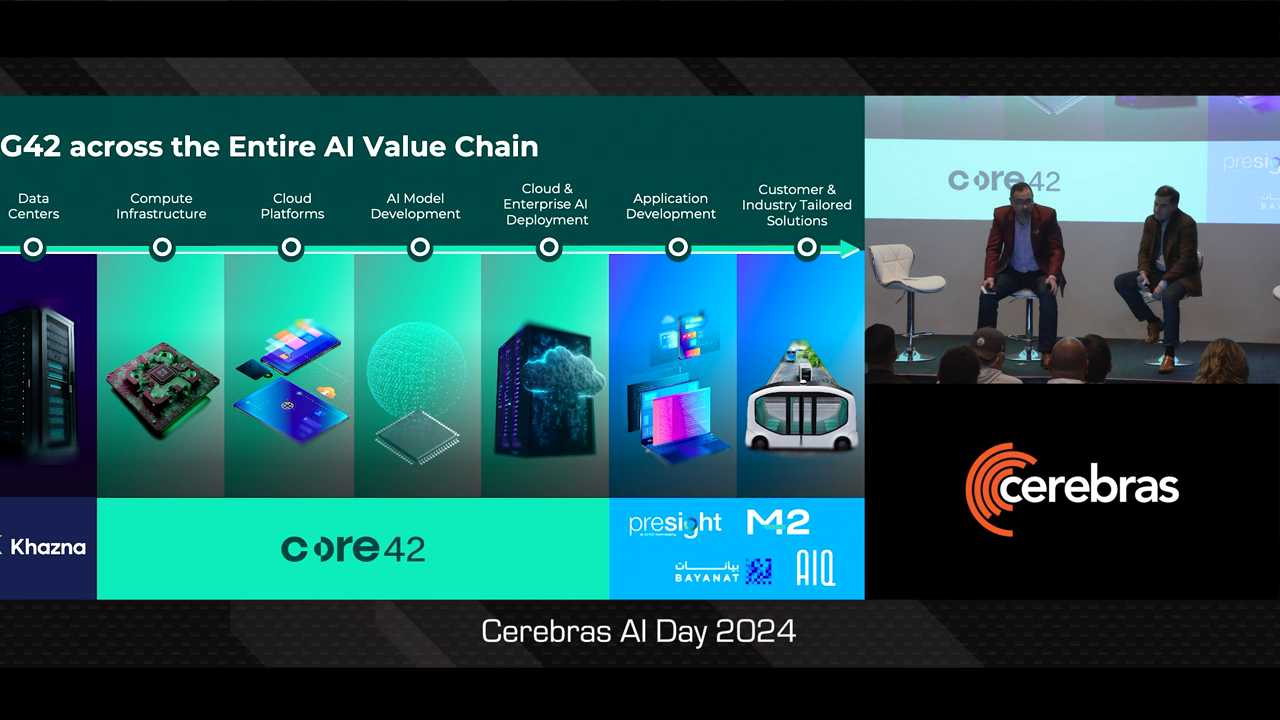 G42 across the Entire AI Value Chain
Data
Centers
Compute
Infrastructure
Cloud
Platforms
AI Model
Development
Cloud &
Enterprise AI
Deployment
Application
Development
Customer &
Industry Tailored
Solutions
Khazna
core42
presight
M42
بيانات
BAYANAT
AIQ
core42
presig
cerebras
Cerebras AI Day 2024